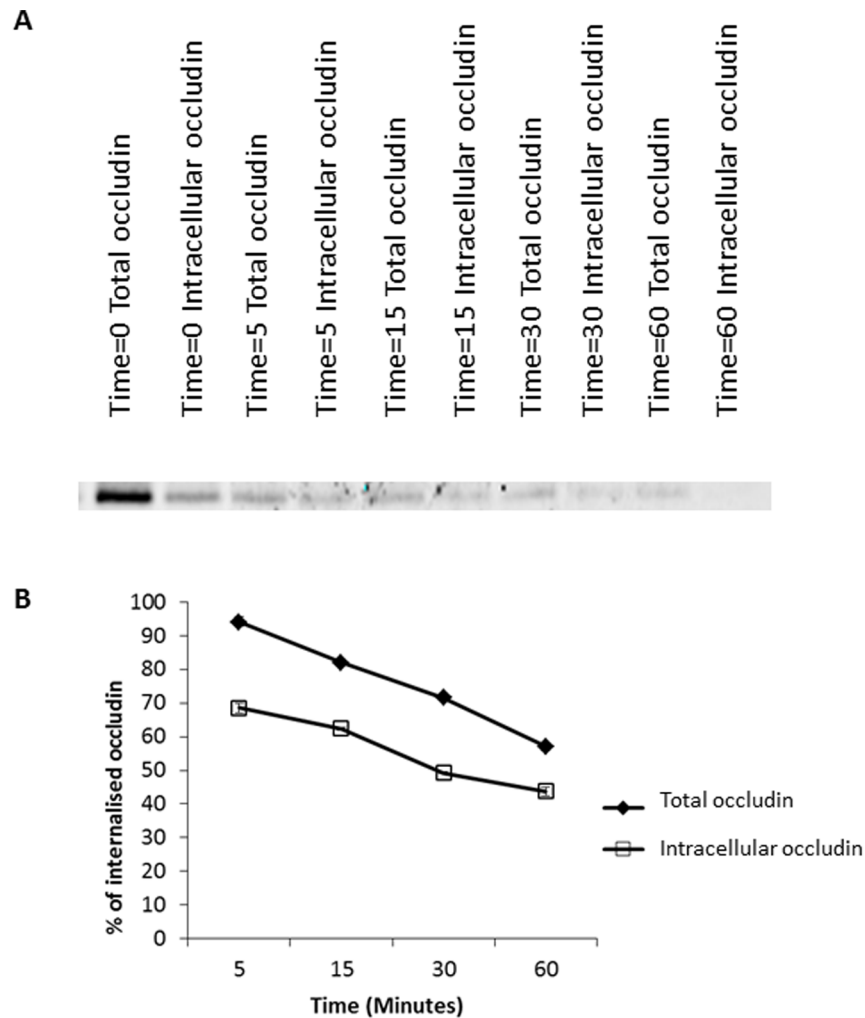 A
Time=0 Total occludin
Time=0 Intracellular occludin
Time=5 Total occludin
Time=5 Intracellular occludin
Time=15 Total occludin
Time=15 Intracellular occludin
Time=30 Total occludin
Time=30 Intracellular occludin
Time=60 Total occludin
Time=60 Intracellular occludin
B
% of internalised occludin
100
90
80
70
60
50
40
30
20
10
0
5 15 30 60
Time (Minutes)
Total occludin
Intracellular occludin